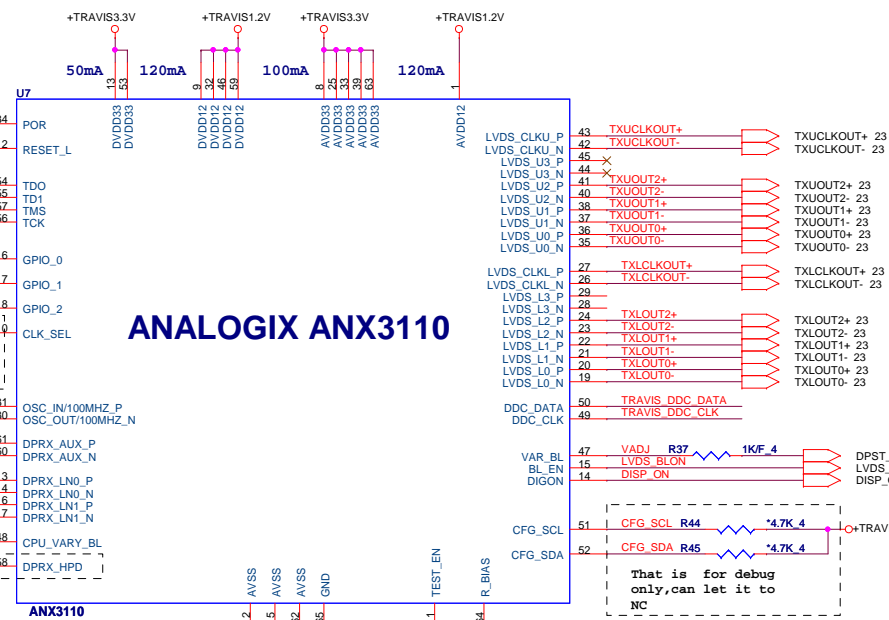 +TRAVIS3.3V +TRAVIS1.2V +TRAVIS3.3V +TRAVIS1.2V
50mA 120mA 100mA 120mA
13 53 9 32 46 59 8 25 33 39 63 1
U7
DVDD33 DVDD33 DVDD12 DVDD12 DVDD12 DVDD12 AVDD33 AVDD33 AVDD33 AVDD33 AVDD33 AVDD12
POR
RESET_L
TDO
TD1
TMS
TCK
GPIO_0
GPIO_1
GPIO_2
CLK_SEL
OSC_IN/100MHZ_P
OSC_OUT/100MHZ_N
DPRX_AUX_P
DPRX_AUX_N
DPRX_LN0_P
DPRX_LN0_N
DPRX_LN1_P
DPRX_LN1_N
CPU_VARY_BL
DPRX_HPD
ANALOGIX ANX3110
LVDS_CLKU_P 43 TXUCLKOUT+ TXUCLKOUT+ 23
LVDS_CLKU_N 42 TXUCLKOUT- TXUCLKOUT- 23
LVDS_U3_P 45
LVDS_U3_N 44
LVDS_U2_P 41 TXUOUT2+ TXUOUT2+ 23
LVDS_U2_N 40 TXUOUT2- TXUOUT2- 23
LVDS_U1_P 38 TXUOUT1+ TXUOUT1+ 23
LVDS_U1_N 37 TXUOUT1- TXUOUT1- 23
LVDS_U0_P 36 TXUOUT0+ TXUOUT0+ 23
LVDS_U0_N 35 TXUOUT0- TXUOUT0- 23
LVDS_CLKL_P 27 TXLCLKOUT+ TXLCLKOUT+ 23
LVDS_CLKL_N 26 TXLCLKOUT- TXLCLKOUT- 23
LVDS_L3_P 29
LVDS_L3_N 28
LVDS_L2_P 24 TXLOUT2+ TXLOUT2+ 23
LVDS_L2_N 23 TXLOUT2- TXLOUT2- 23
LVDS_L1_P 22 TXLOUT1+ TXLOUT1+ 23
LVDS_L1_N 21 TXLOUT1- TXLOUT1- 23
LVDS_L0_P 20 TXLOUT0+ TXLOUT0+ 23
LVDS_L0_N 19 TXLOUT0- TXLOUT0- 23
DDC_DATA 50 TRAVIS_DDC_DATA
DDC_CLK 49 TRAVIS_DDC_CLK
VAR_BL 47 VADJ R37 1K/F_4 DPST_
BL_EN 15 LVDS_BLON LVDS_
DIGON 14 DISP_ON DISP_
CFG_SCL 51 CFG_SCL R44 *4.7K_4 +TRAV
CFG_SDA 52 CFG_SDA R45 *4.7K_4
That is for debug
only,can let it to
NC
AVSS AVSS AVSS GND TEST_EN R_BIAS
2 5
ANX3110